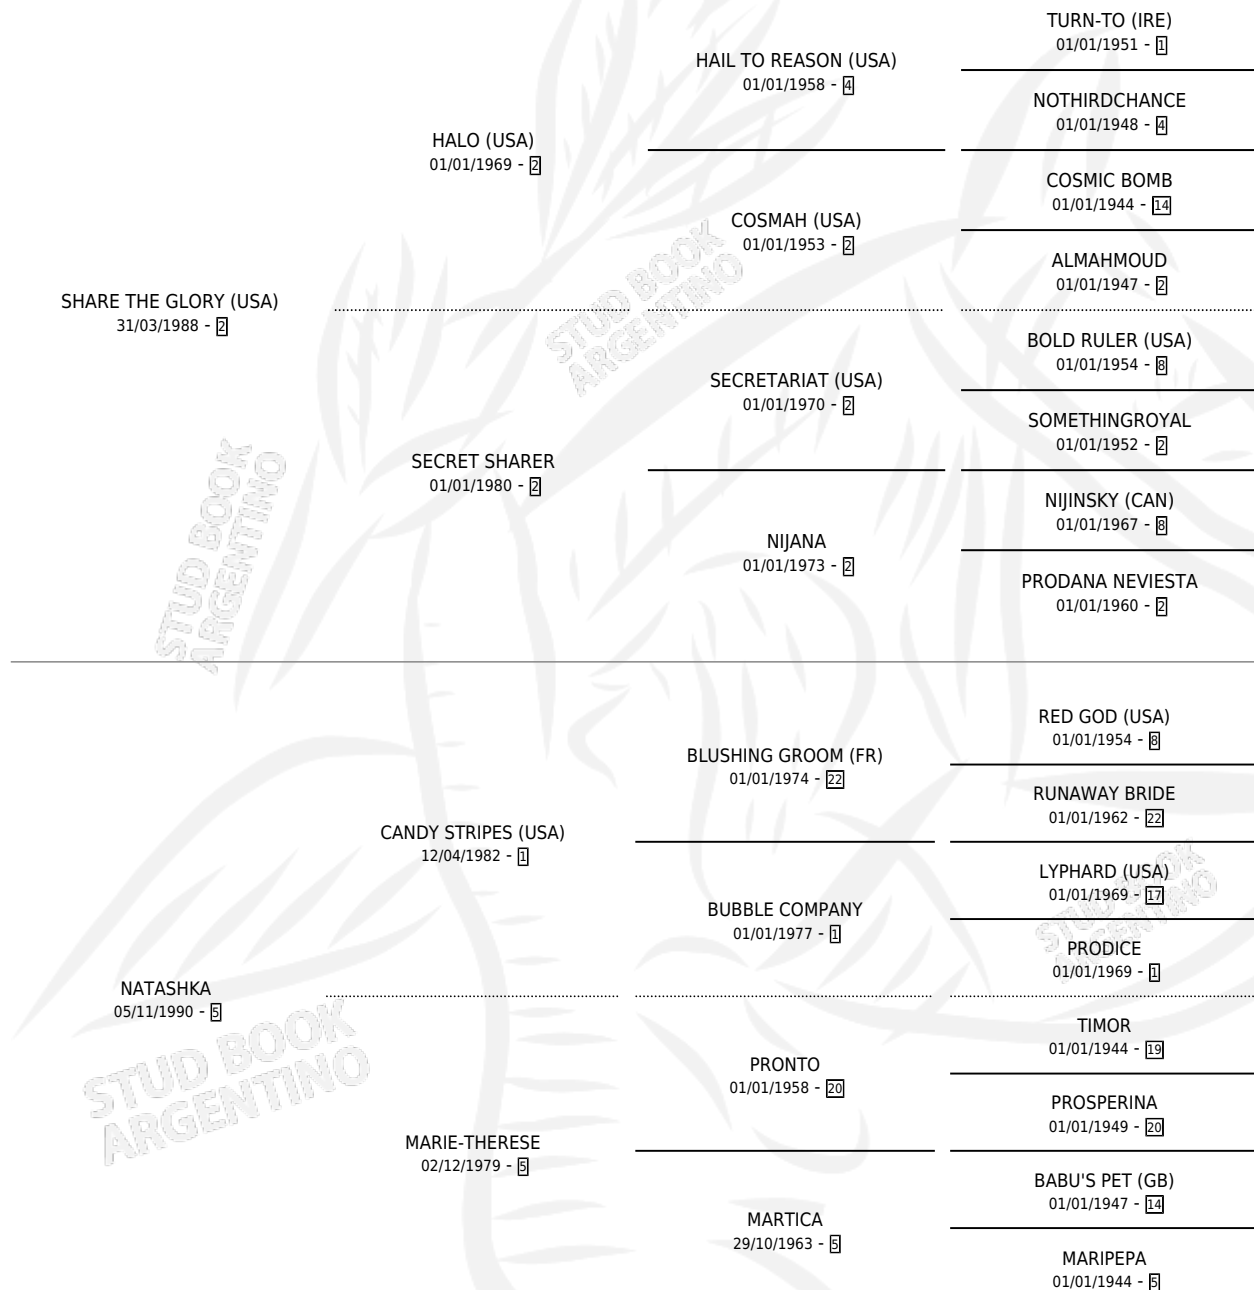 TURN-TO (IRE)
01/01/1951 - 1
HAIL TO REASON (USA)
01/01/1958 - 4
NOTHIRDCHANCE
01/01/1948 - 4
HALO (USA)
01/01/1969 - 2
COSMIC BOMB
01/01/1944 - 14
COSMAH (USA)
01/01/1953 - 2
ALMAHMOUD
01/01/1947 - 2
SHARE THE GLORY (USA)
31/03/1988 - 2
STUD BOOK
ARGENTINO
BOLD RULER (USA)
01/01/1954 - 8
SECRETARIAT (USA)
01/01/1970 - 2
SOMETHINGROYAL
01/01/1952 - 2
SECRET SHARER
01/01/1980 - 2
NIJINSKY (CAN)
01/01/1967 - 8
NIJANA
01/01/1973 - 2
PRODANA NEVIESTA
01/01/1960 - 2
STUD BOOK
ARGENTINO
RED GOD (USA)
01/01/1954 - 8
BLUSHING GROOM (FR)
01/01/1974 - 22
RUNAWAY BRIDE
01/01/1962 - 22
CANDY STRIPES (USA)
12/04/1982 - 1
LYPHARD (USA)
01/01/1969 - 17
BUBBLE COMPANY
01/01/1977 - 1
STUD BOOK
ARGENTINO
PRODICE
01/01/1969 - 1
NATASHKA
05/11/1990 - 5
TIMOR
01/01/1944 - 19
PRONTO
01/01/1958 - 20
PROSPERINA
01/01/1949 - 20
STUD BOOK
ARGENTINO
MARIE-THERESE
02/12/1979 - 5
BABU'S PET (GB)
01/01/1947 - 14
MARTICA
29/10/1963 - 5
MARIPEPA
01/01/1944 - 5